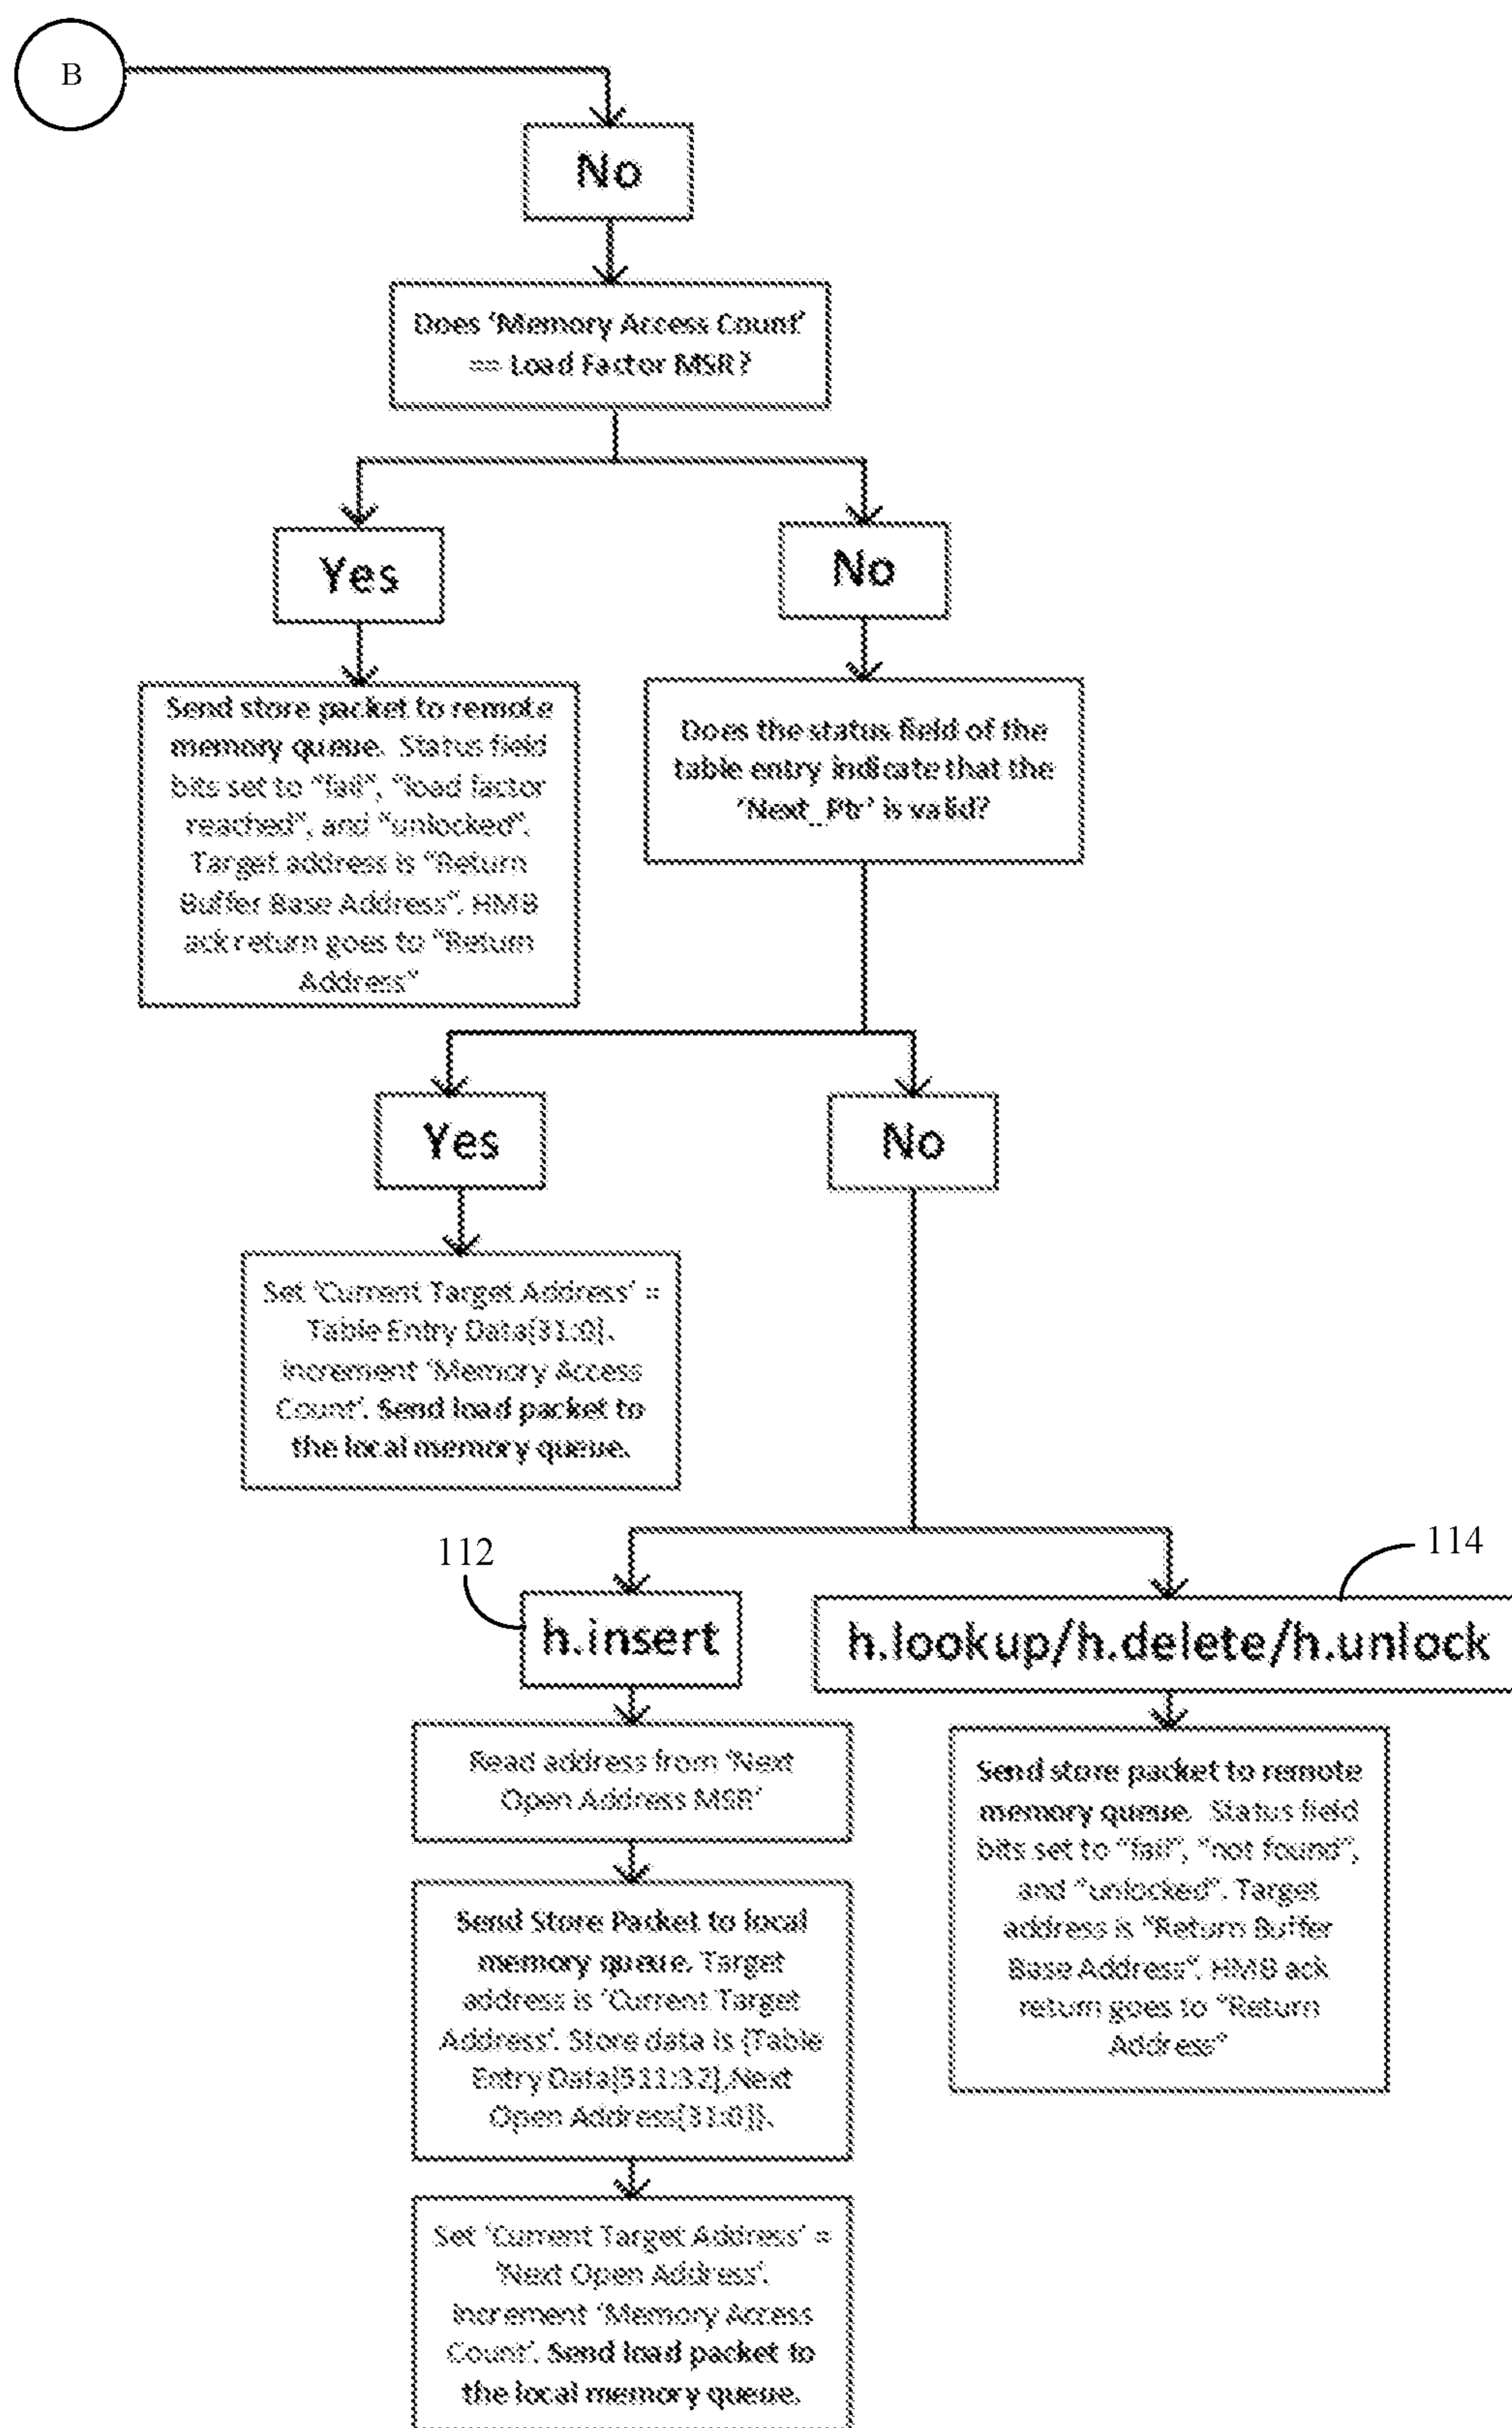 B
No
Does ‘Memory Access Count’
== Load Factor MSR?
Yes
No
Send store packet to remote
memory queue. Status field
bits set to “fail”, “load factor
reached”, and “unlocked”.
Target address is “Return
Buffer Base Address”. HMB
ack return goes to “Return
Address”
Does the status field of the
table entry indicate that the
‘Next_Ptr’ is valid?
Yes
No
Set ‘Current Target Address’ =
Table Entry Data[31:0].
Increment ‘Memory Access
Count’. Send load packet to
the local memory queue.
112
114
h.insert
h.lookup/h.delete/h.unlock
Read address from ‘Next
Open Address MSR’
Send Store Packet to local
memory queue. Target
address is ‘Current Target
Address’. Store data is {Table
Entry Data[511:32],Next
Open Address[31:0]}.
Set ‘Current Target Address’ =
‘Next Open Address’.
Increment ‘Memory Access
Count’. Send load packet to
the local memory queue.
Send store packet to remote
memory queue. Status field
bits set to “fail”, “not found”,
and “unlocked”. Target
address is “Return Buffer
Base Address”. HMB ack
return goes to “Return
Address”